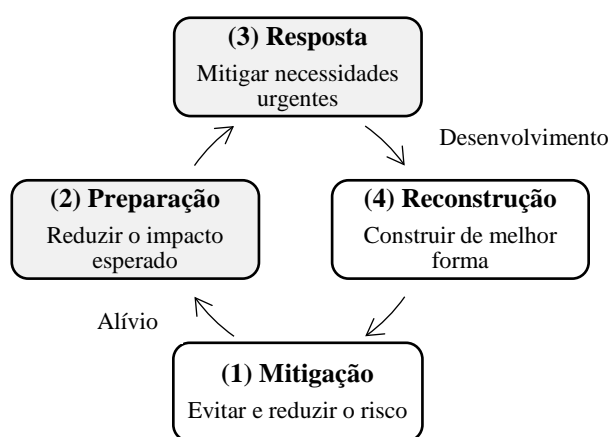 (3) Resposta
Mitigar necessidades
urgentes
Desenvolvimento
(2) Preparação
Reduzir o impacto
esperado
(4) Reconstrução
Construir de melhor
forma
Alívio
(1) Mitigação
Evitar e reduzir o risco